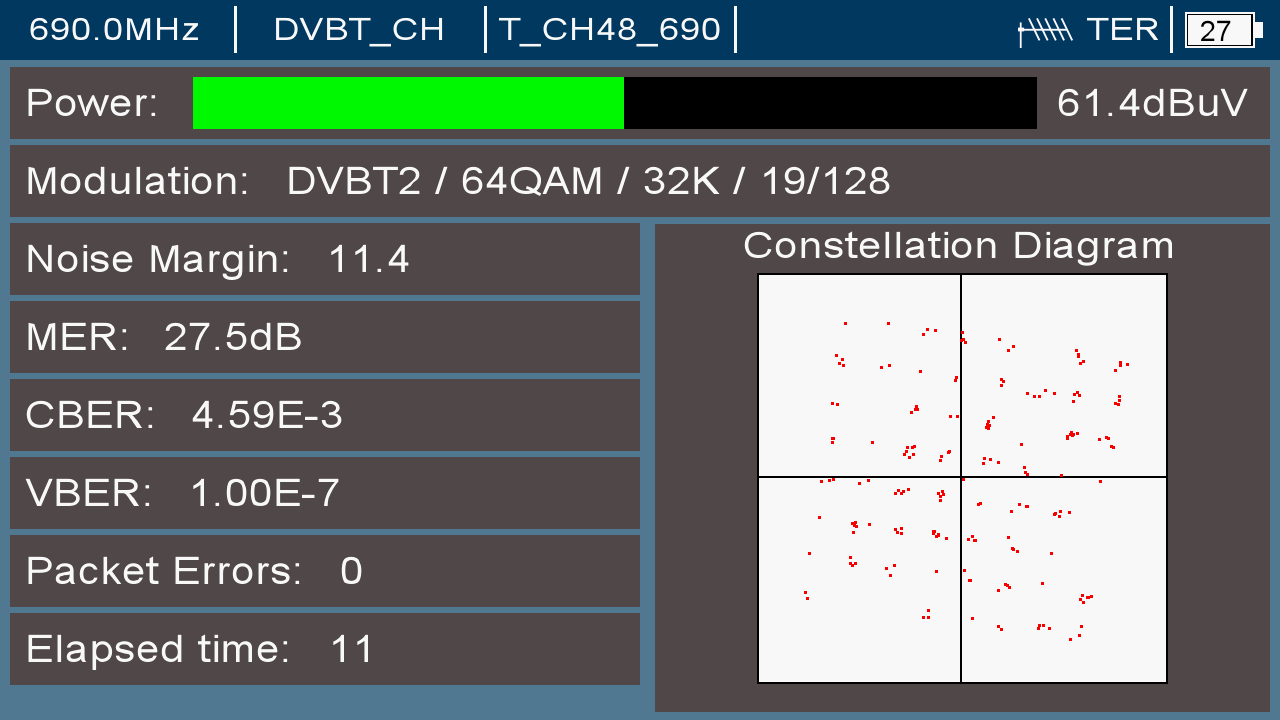 690.0MHz DVBT_CH T_CH48_690 TER 27
Power: 61.4dBuV
Modulation: DVBT2 / 64QAM / 32K / 19/128
Noise Margin: 11.4
MER: 27.5dB
CBER: 4.59E-3
VBER: 1.00E-7
Packet Errors: 0
Elapsed time: 11
Constellation Diagram